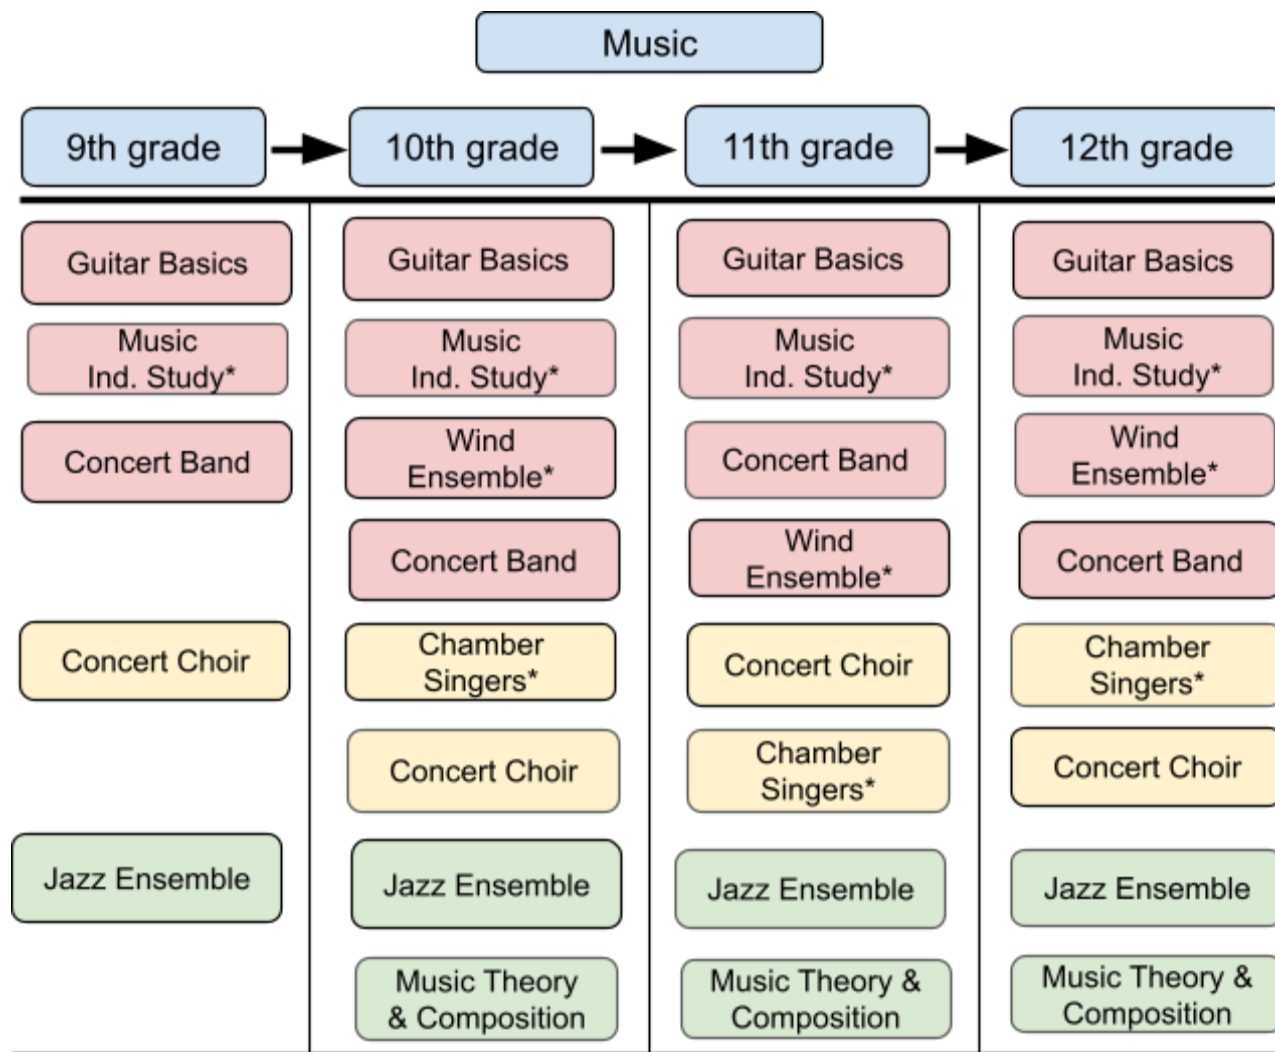 Music
9th grade
10th grade
11th grade
12th grade
Guitar Basics
Guitar Basics
Guitar Basics
Guitar Basics
Music
Ind. Study*
Music
Ind. Study*
Music
Ind. Study*
Music
Ind. Study*
Concert Band
Wind
Ensemble*
Concert Band
Wind
Ensemble*
Concert Band
Wind
Ensemble*
Concert Band
Concert Choir
Chamber
Singers*
Concert Choir
Chamber
Singers*
Concert Choir
Chamber
Singers*
Concert Choir
Jazz Ensemble
Jazz Ensemble
Jazz Ensemble
Jazz Ensemble
Music Theory
& Composition
Music Theory &
Composition
Music Theory &
Composition